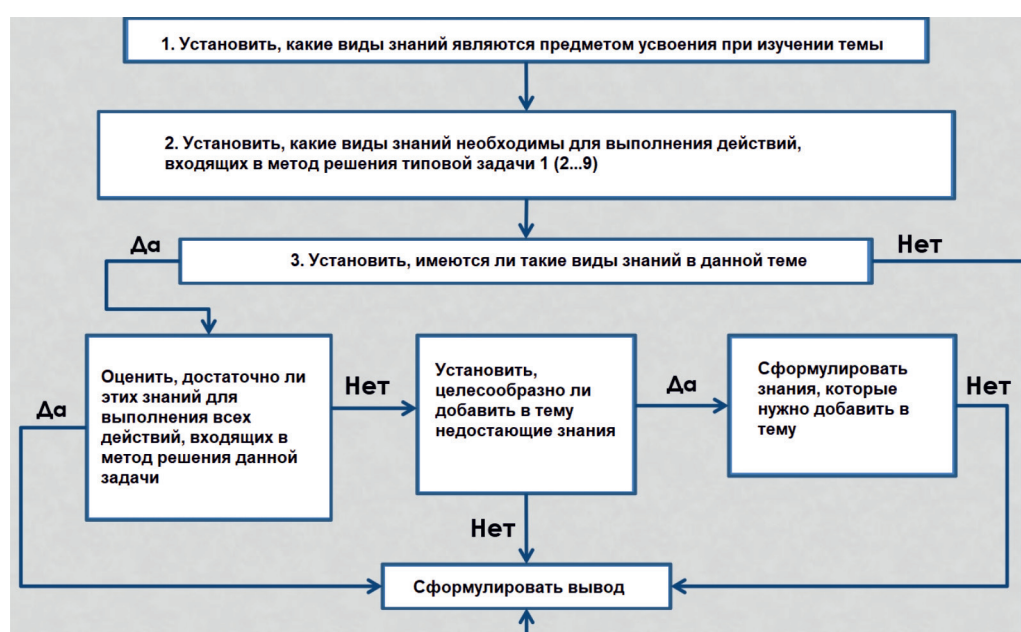 1. Установить, какие виды знаний являются предметом усвоения при изучении темы
2. Установить, какие виды знаний необходимы для выполнения действий,
входящих в метод решения типовой задачи 1 (2...9)
Да
Нет
3. Установить, имеются ли такие виды знаний в данной теме
Да
Оценить, достаточно ли
этих знаний для
выполнения всех
действий, входящих в
метод решения данной
задачи
Нет
Установить,
целесообразно ли
добавить в тему
недостающие знания
Да
Сформулировать
знания, которые
нужно добавить в
тему
Нет
Нет
Сформулировать вывод